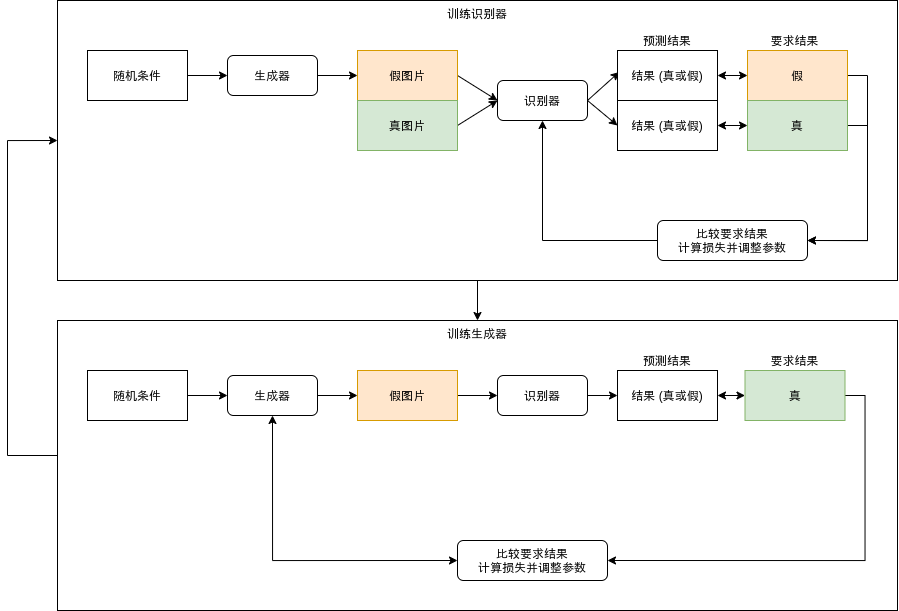 训练识别器
预测结果
要求结果
随机条件
生成器
假图片
真图片
识别器
结果 (真或假)
结果 (真或假)
假
真
比较要求结果
计算损失并调整参数
训练生成器
预测结果
要求结果
随机条件
生成器
假图片
识别器
结果 (真或假)
真
比较要求结果
计算损失并调整参数